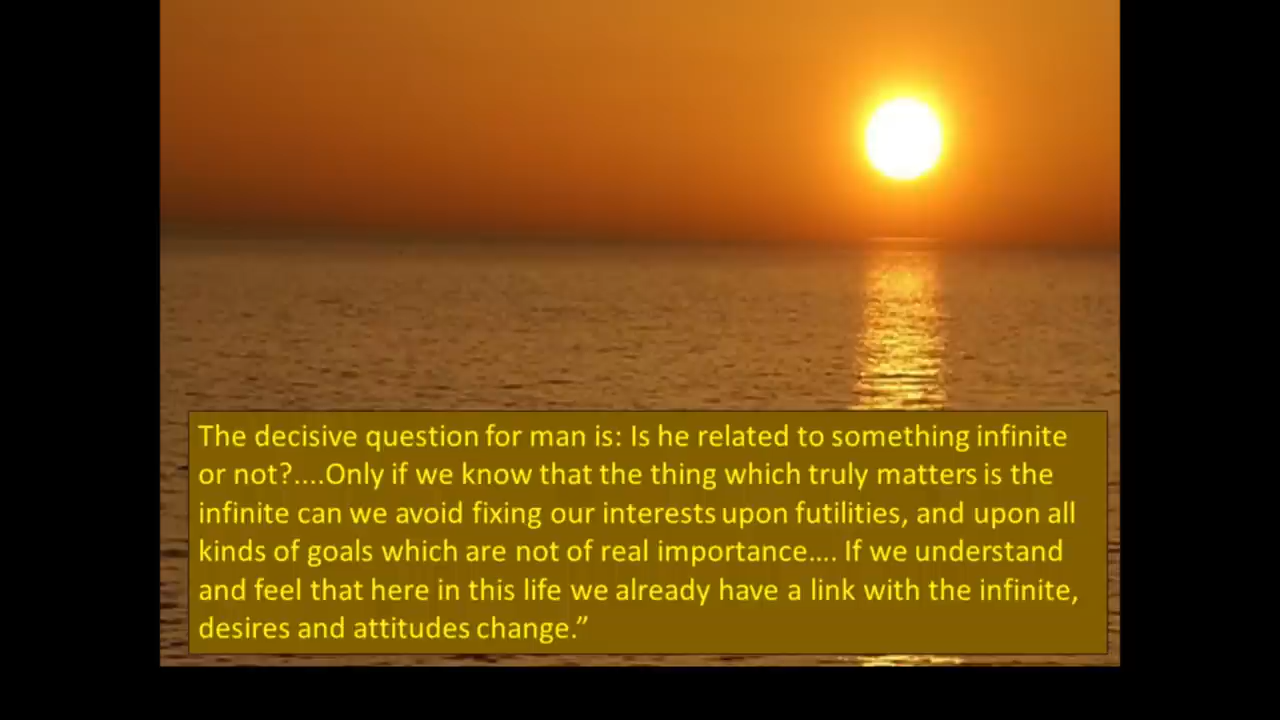 The decisive question for man is: Is he related to something infinite
or not?....Only if we know that the thing which truly matters is the
infinite can we avoid fixing our interests upon futilities, and upon all
kinds of goals which are not of real importance…. If we understand
and feel that here in this life we already have a link with the infinite,
desires and attitudes change.”